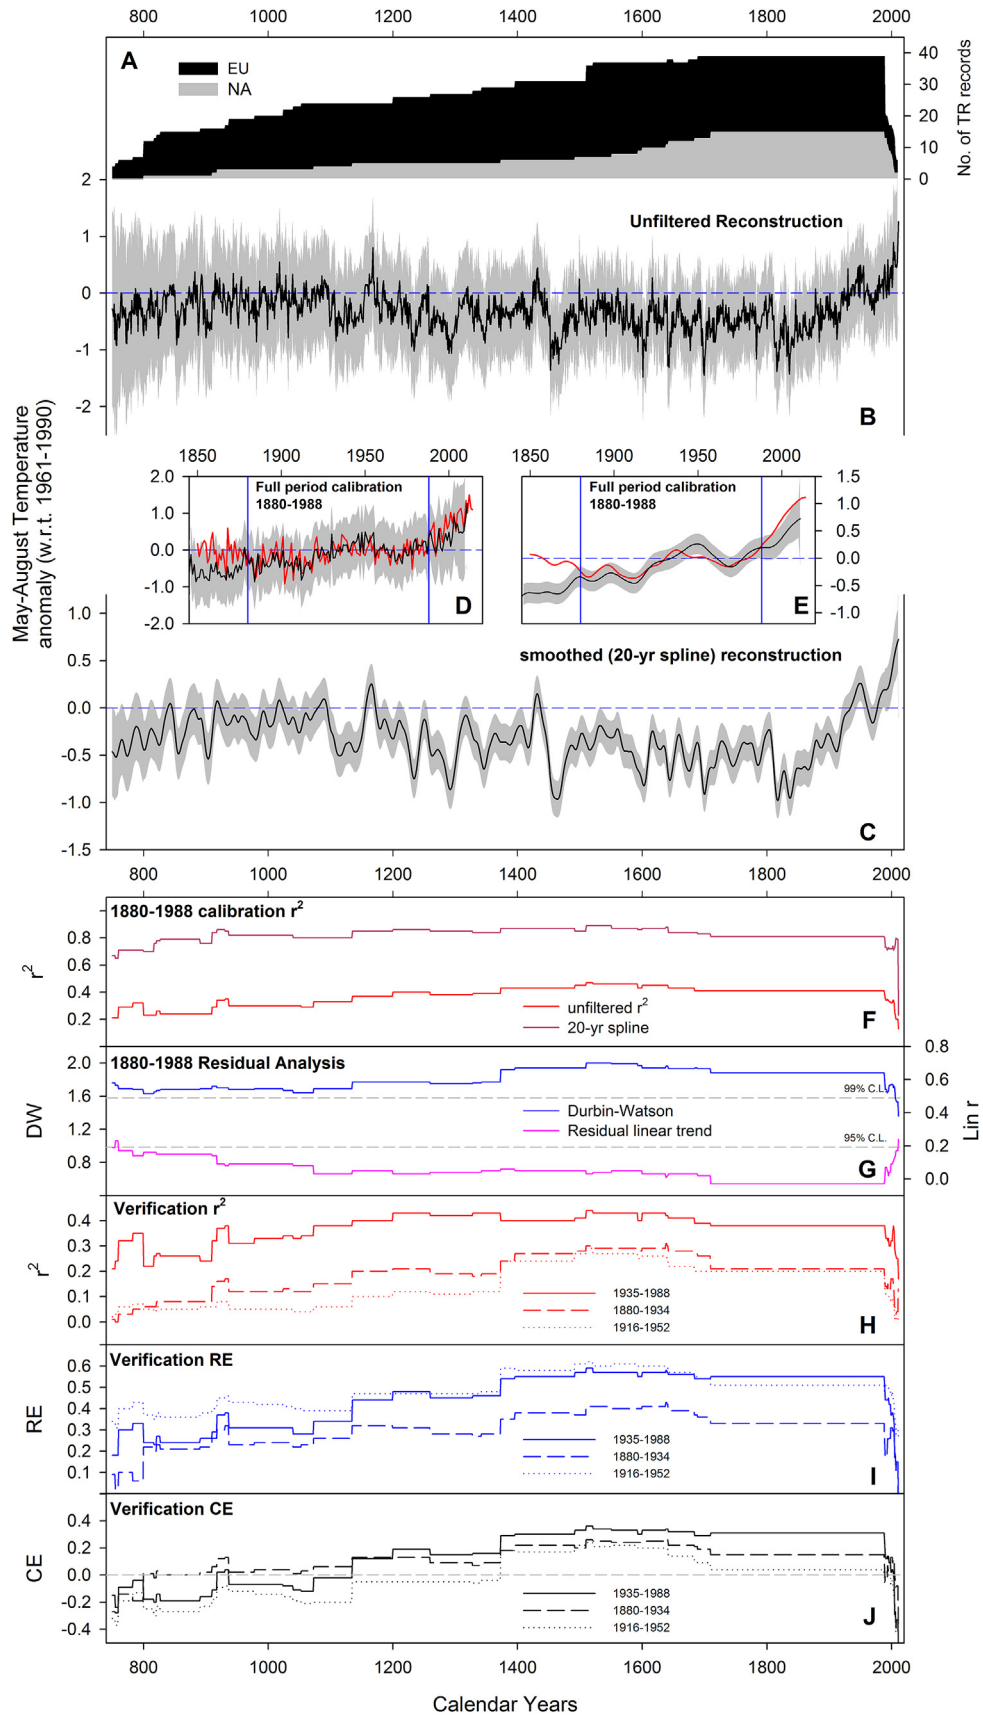 800 1000 1200 1400 1600 1800 2000
A
EU
NA
40
30
20
10
0
No. of TR records
2
1
0
-1
-2
Unfiltered Reconstruction
B
May-August Temperature
anomaly (w.r.t. 1961-1990)
1850 1900 1950 2000
2.0
1.0
0.0
-1.0
-2.0
Full period calibration
1880-1988
D
1850 1900 1950 2000
Full period calibration
1880-1988
1.5
1.0
0.5
0.0
-0.5
-1.0
E
1.0
0.5
0.0
-0.5
-1.0
-1.5
smoothed (20-yr spline) reconstruction
C
800 1000 1200 1400 1600 1800 2000
1880-1988 calibration r²
r²
0.8
0.6
0.4
0.2
unfiltered r²
20-yr spline
F
1880-1988 Residual Analysis
DW
2.0
1.6
1.2
0.8
99% C.L.
Durbin-Watson
Residual linear trend
95% C.L.
G
0.8
0.6
0.4
0.2
0.0
Lin r
Verification r²
r²
0.4
0.3
0.2
0.1
0.0
1935-1988
1880-1934
1916-1952
H
Verification RE
RE
0.6
0.5
0.4
0.3
0.2
0.1
1935-1988
1880-1934
1916-1952
I
Verification CE
CE
0.4
0.2
0.0
-0.2
-0.4
1935-1988
1880-1934
1916-1952
J
800 1000 1200 1400 1600 1800 2000
Calendar Years